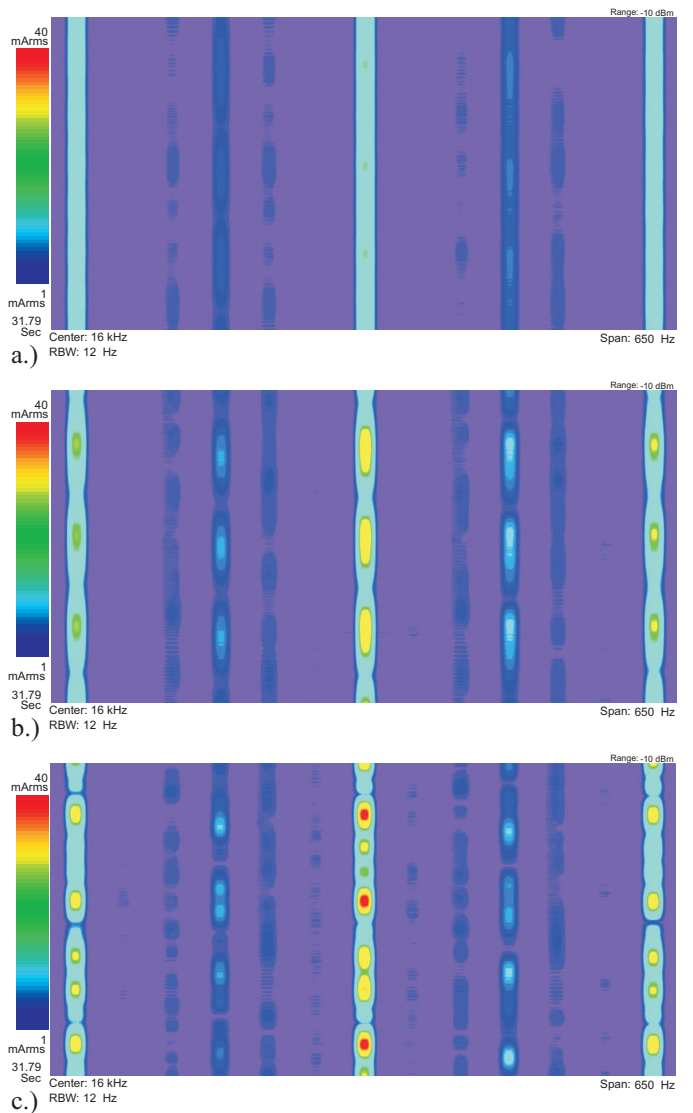 Range: -10 dBm
40
mArms
1
mArms
31.79
Sec
Center: 16 kHz
Span: 650 Hz
RBW: 12 Hz
a.)
Range: -10 dBm
40
mArms
1
mArms
31.79
Sec
Center: 16 kHz
Span: 650 Hz
RBW: 12 Hz
b.)
Range: -10 dBm
40
mArms
1
mArms
31.79
Sec
Center: 16 kHz
Span: 650 Hz
RBW: 12 Hz
c.)